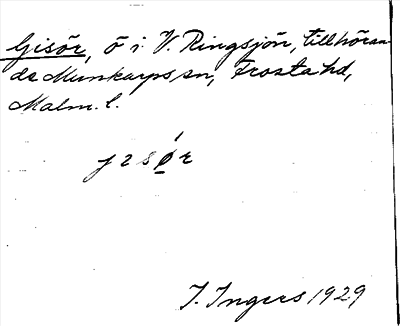 Gisör, ö i V. Ringsjön, tillhöran-
de Munkarps sn, Frosta hd,
Malm. l.
I. Ingers 1929